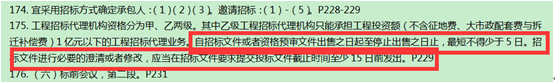 174. 宜采用招标方式确定承包人：(1)(2)(3)。邀请招标：(1)-(5)。P228-229
175. 工程招标代理机构资格分为甲、乙两级。其中乙级工程招标代理机构只能承担工程投资额（不含征地费、大市政配套费与拆
迁补偿费）1亿元以下的工程招标代理业务。自招标文件或者资格预审文件出售之日起至停止出售之日止，最短不得少于 5 日。招
标文件进行必要的澄清或者修改，应当在招标文件要求提交投标文件截止时间至少15日前发出。P229
176. （六）标前会议，第二段。P231